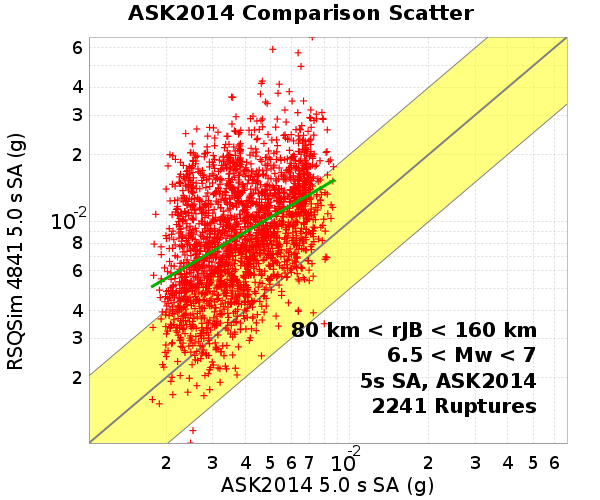 ASK2014 Comparison Scatter
RSQSim 4841 5.0 s SA (g)
6
4
3
2
10-2
8
6
4
3
2
80 km < rJB < 160 km
6.5 < Mw < 7
5s SA, ASK2014
2241 Ruptures
2 3 4 5 6 7 10-2 2 3 4 5 6
ASK2014 5.0 s SA (g)